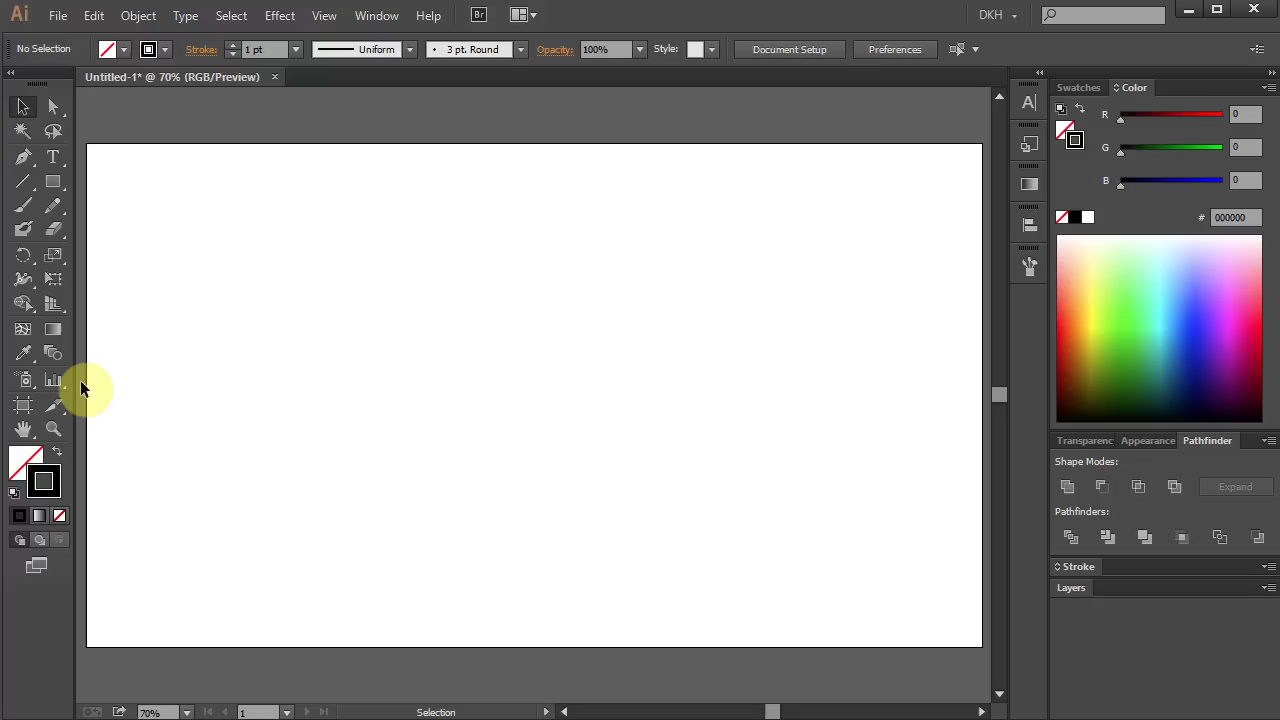 Ai File Edit Object Type Select Effect View Window Help Br DKH
No Selection Stroke: 1 pt Uniform 3 pt. Round Opacity: 100% Style: Document Setup Preferences
Untitled-1* @ 70% (RGB/Preview) ×
Swatches Color
R 0
G 0
B 0
# 000000
Transparenc Appearance Pathfinder
Shape Modes:
Expand
Pathfinders:
Stroke
Layers
70% 1 Selection